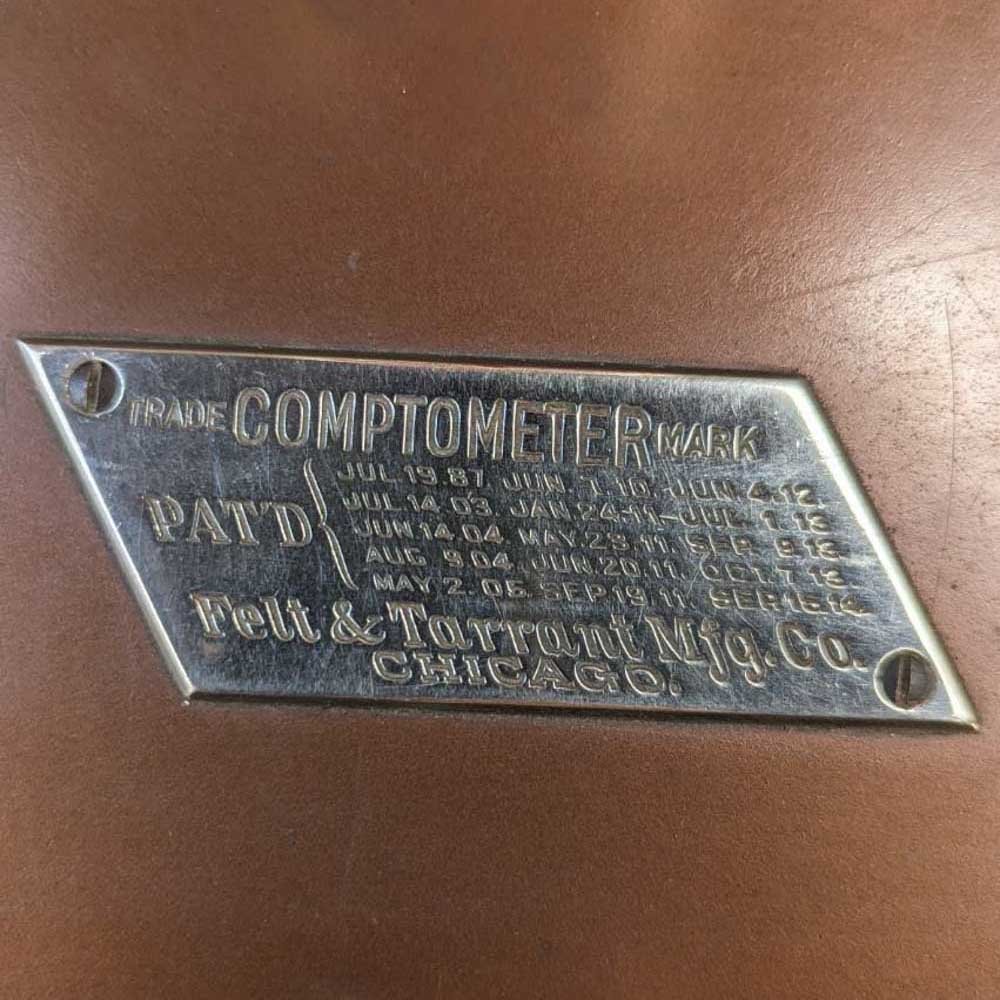 TRADE COMPTOMETER MARK
PAT'D
JUL 19.87 JUN. 7.10. JUN. 4.12
JUL 14 03 JAN. 24-11.-JUL. 1. 13
JUN 14.04 MAY. 23.11. SEP. 9.13-
AUG 9 04. JUN. 20.11. OCT. 7 13
MAY 2. 05. SEP 19 11. SEP. 15.14.
Felt & Tarrant Mfg. Co.
CHICAGO.